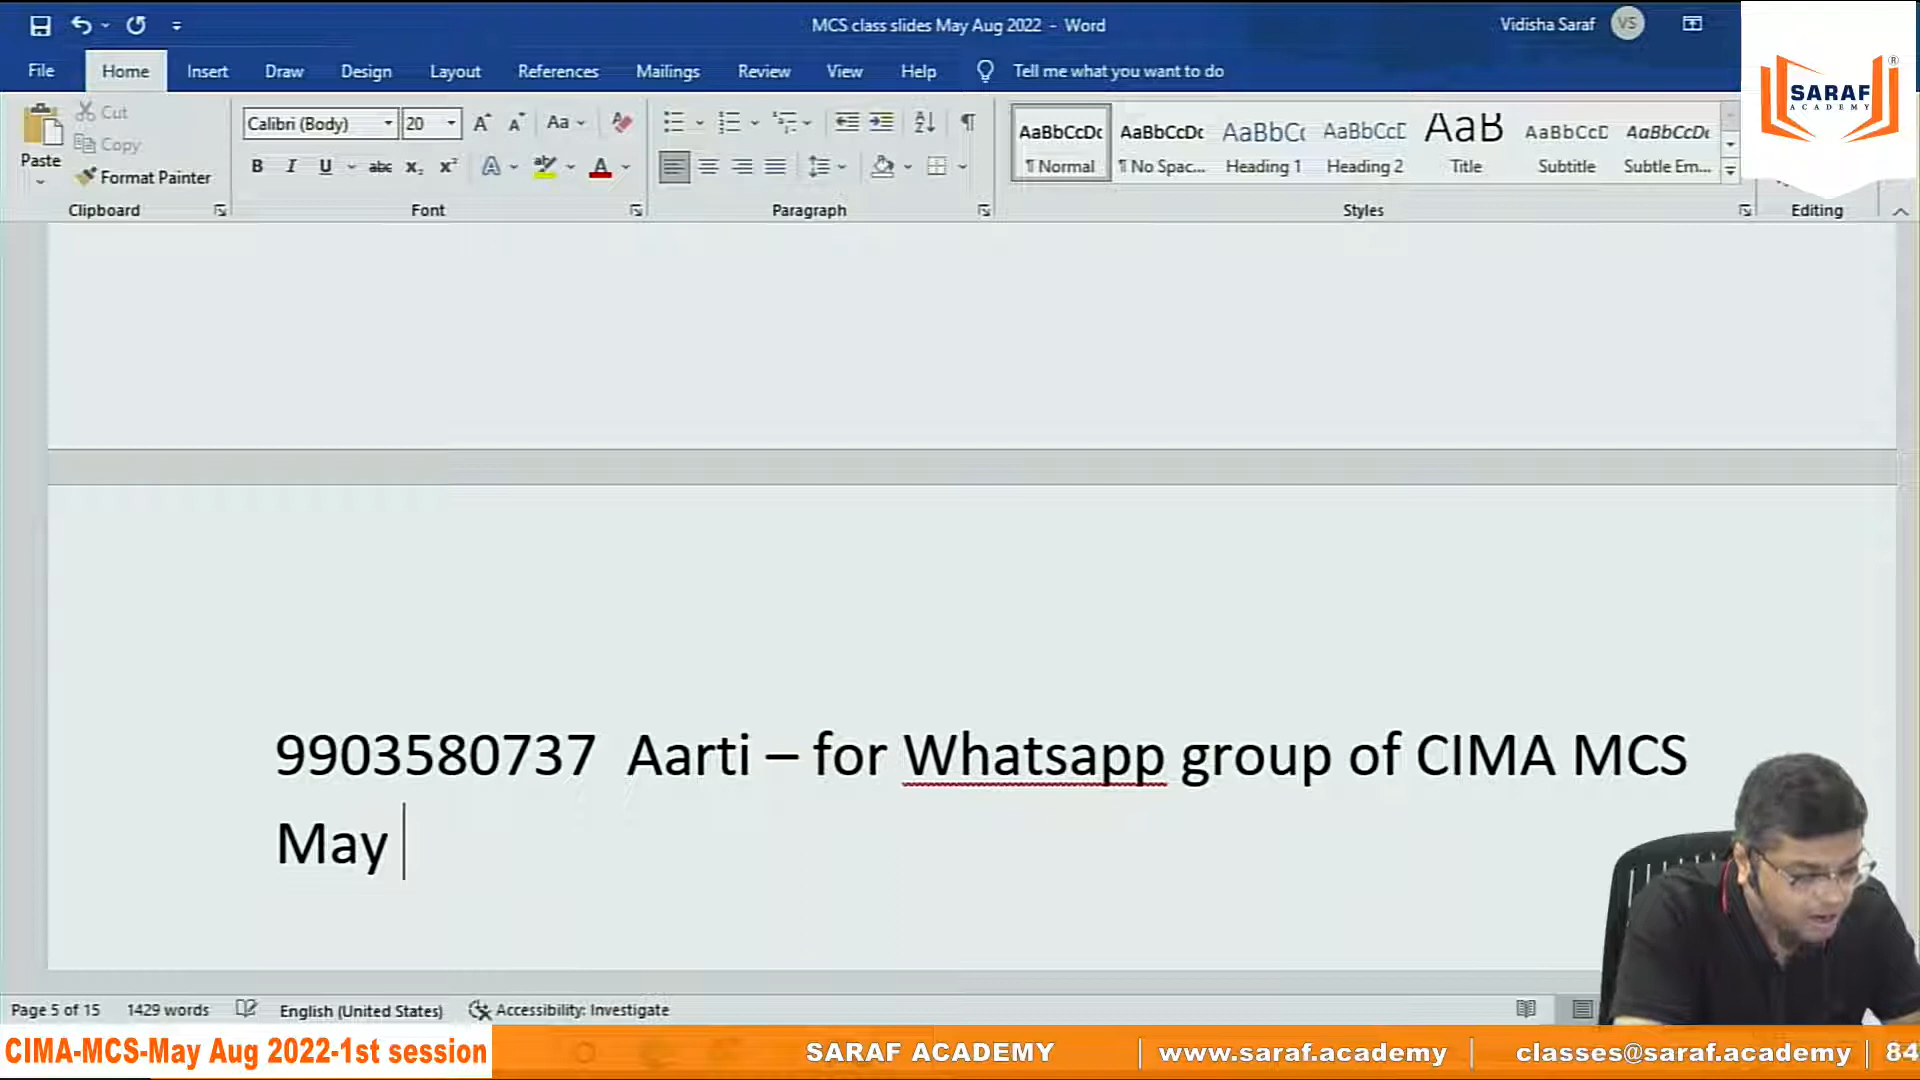 MCS class slides May Aug 2022 - Word
Vidisha Saraf
VS
File
Home
Insert
Draw
Design
Layout
References
Mailings
Review
View
Help
Tell me what you want to do
SARAF
ACADEMY
®
Paste
Cut
Copy
Format Painter
Clipboard
Calibri (Body)
20
Aa
B I U abc x₂ x²
Font
Paragraph
AaBbCcDc
¶ Normal
AaBbCcDc
¶ No Spac...
AaBbCc
Heading 1
AaBbCcD
Heading 2
AaB
Title
AaBbCcD
Subtitle
AaBbCcDc
Subtle Em...
Styles
Editing
9903580737 Aarti – for Whatsapp group of CIMA MCS
May
Page 5 of 15
1429 words
English (United States)
Accessibility: Investigate
CIMA-MCS-May Aug 2022-1st session
SARAF ACADEMY | www.saraf.academy | classes@saraf.academy | 84